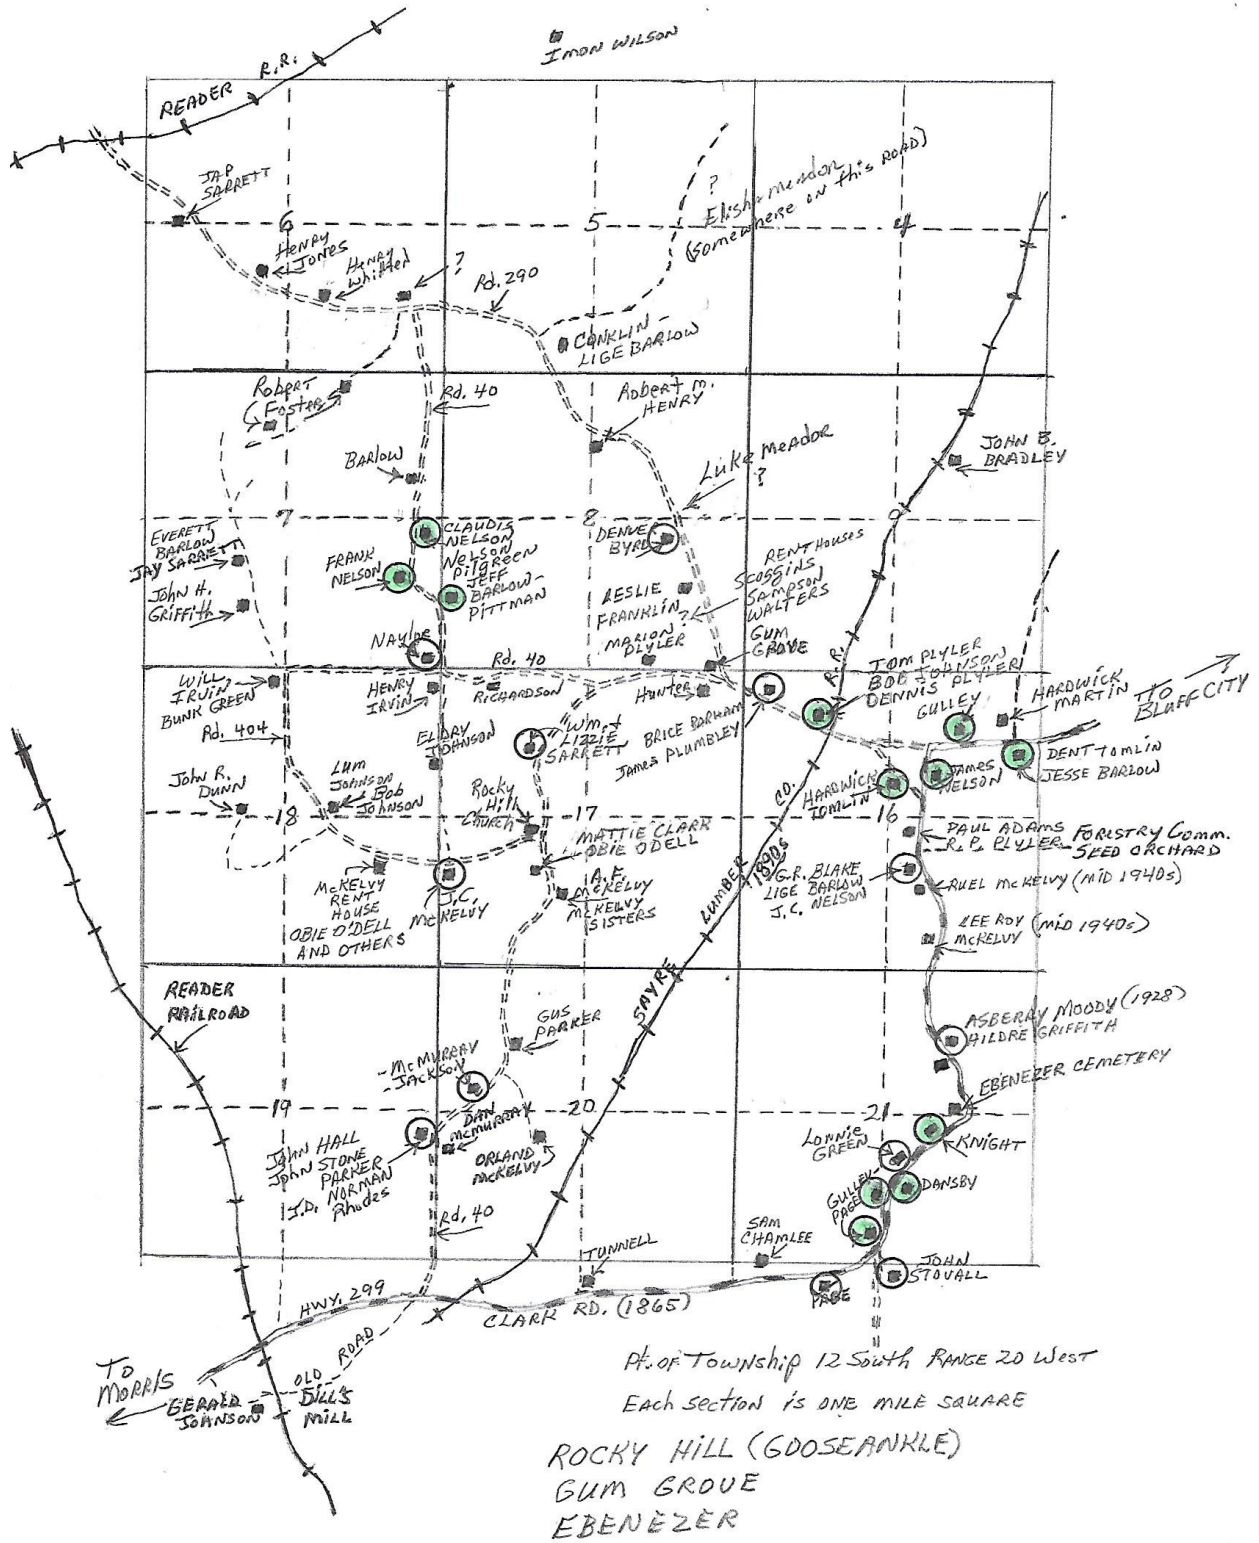 IMON WILSON
READER R.R.
JAP
SARRETT
6
5
4
?
Elisha meador
(somewhere on this ROAD)
HENRY
JONES
HENRY
Whitted
?
Rd. 290
CONKLIN -
LIGE BARLOW
Robert
Foster
Rd. 40
Robert M.
HENRY
BARLOW
Luke Meador
?
JOHN B.
BRADLEY
7
8
9
EVERETT
BARLOW
JAY SARRETT
John H.
GRiffith
FRANK
NELSON
CLAUDIS
NELSON
NELSON
Pilgreen
JEFF
BARLOW-
PITTMAN
DENVER
BYRD
RENT HOUSES
SCOGGINS
SAMPSON
WALTERS
LESLIE
FRANKLIN
MARION ?
PLYLER
GUM
GROVE
NAYLOR
Rd. 40
WILL
IRVIN
BUNK GREEN
Rd. 404
HENRY
IRVIN
RICHARDSON
Hunter
TOM PLYLER
BOB JOHNSON
DENNIS PLYLER
GULLEY
HARDWICK
MARTIN
TO
BLUFF CITY
ELDRY
JOHNSON
Wm. +
LIZZIE
SARRETT
BRICE BARHAM
JAMES PLUMBLEY
DENT TOMLIN
JESSE BARLOW
JAMES
NELSON
HARDWICK
TOMLIN
JOHN R.
DUNN
LUM
JOHNSON
Bob
JOHNSON
Rocky
Hill
Church
18
17
16
MATTIE CLARK
OBIE ODELL
PAUL ADAMS
R. P. PLYLER
FORESTRY COMM.
SEED ORCHARD
McKELVY
RENT
HOUSE
OBIE O'DELL
AND OTHERS
J.C.
McKELVY
A.F.
McKELVY
McKELVY
SISTERS
G.R. BLAKE
LIGE BARLOW
J.C. NELSON
RUEL McKELVY (MID 1940s)
LEE ROY (MID 1940s)
McKELVY
SAYRE LUMBER CO. R.R.
1890s
READER
RAILROAD
GUS
PARKER
ASBERRY MOODY (1928)
HILDRE GRIFFITH
McMURRAY
-JACKSON
EBENEZER CEMETERY
19
20
21
DAN
McMURRAY
John HALL
John STONE
PARKER
J.D. NORMAN
Rhodes
ORLAND
McKELVY
LONNIE
GREEN
KNIGHT
GULLEY
PAGE
DANSBY
Rd. 40
SAM
CHAMLEE
TUNNELL
JOHN
STOVALL
PAGE
HWY. 299
CLARK RD. (1865)
TO
MORRIS
OLD ROAD
GERALD
JOHNSON
DILL'S
MILL
Pt. OF Township 12 South RANGE 20 West
EACH SECTION is ONE MILE SQUARE
ROCKY HILL (GOOSEANKLE)
GUM GROVE
EBENEZER